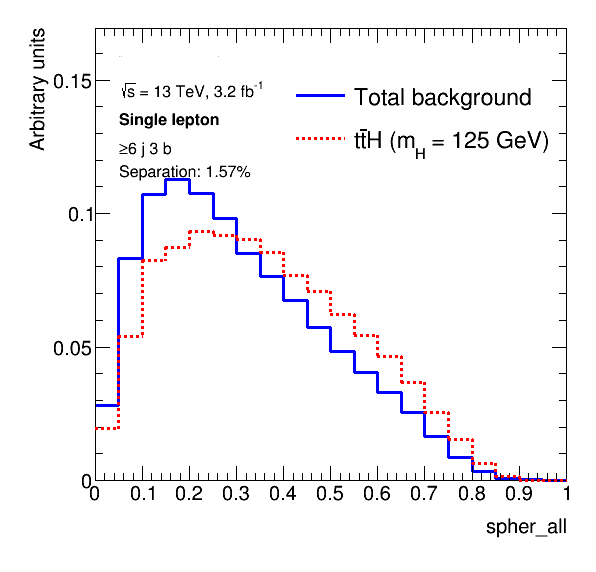 Arbitrary units
√s = 13 TeV, 3.2 fb⁻¹
Single lepton
≥6 j 3 b
Separation: 1.57%
Total background
tt̄H (m_H = 125 GeV)
0.15
0.1
0.05
0
0 0.1 0.2 0.3 0.4 0.5 0.6 0.7 0.8 0.9 1
spher_all